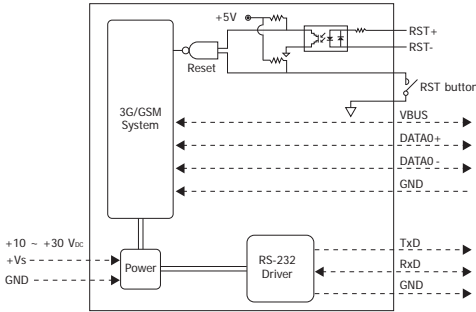 +5V
RST+
RST-
Reset
RST button
3G/GSM
System
VBUS
DATA0+
DATA0 -
GND
+10 ~ +30 VDC
+Vs
GND
Power
RS-232
Driver
TxD
RxD
GND